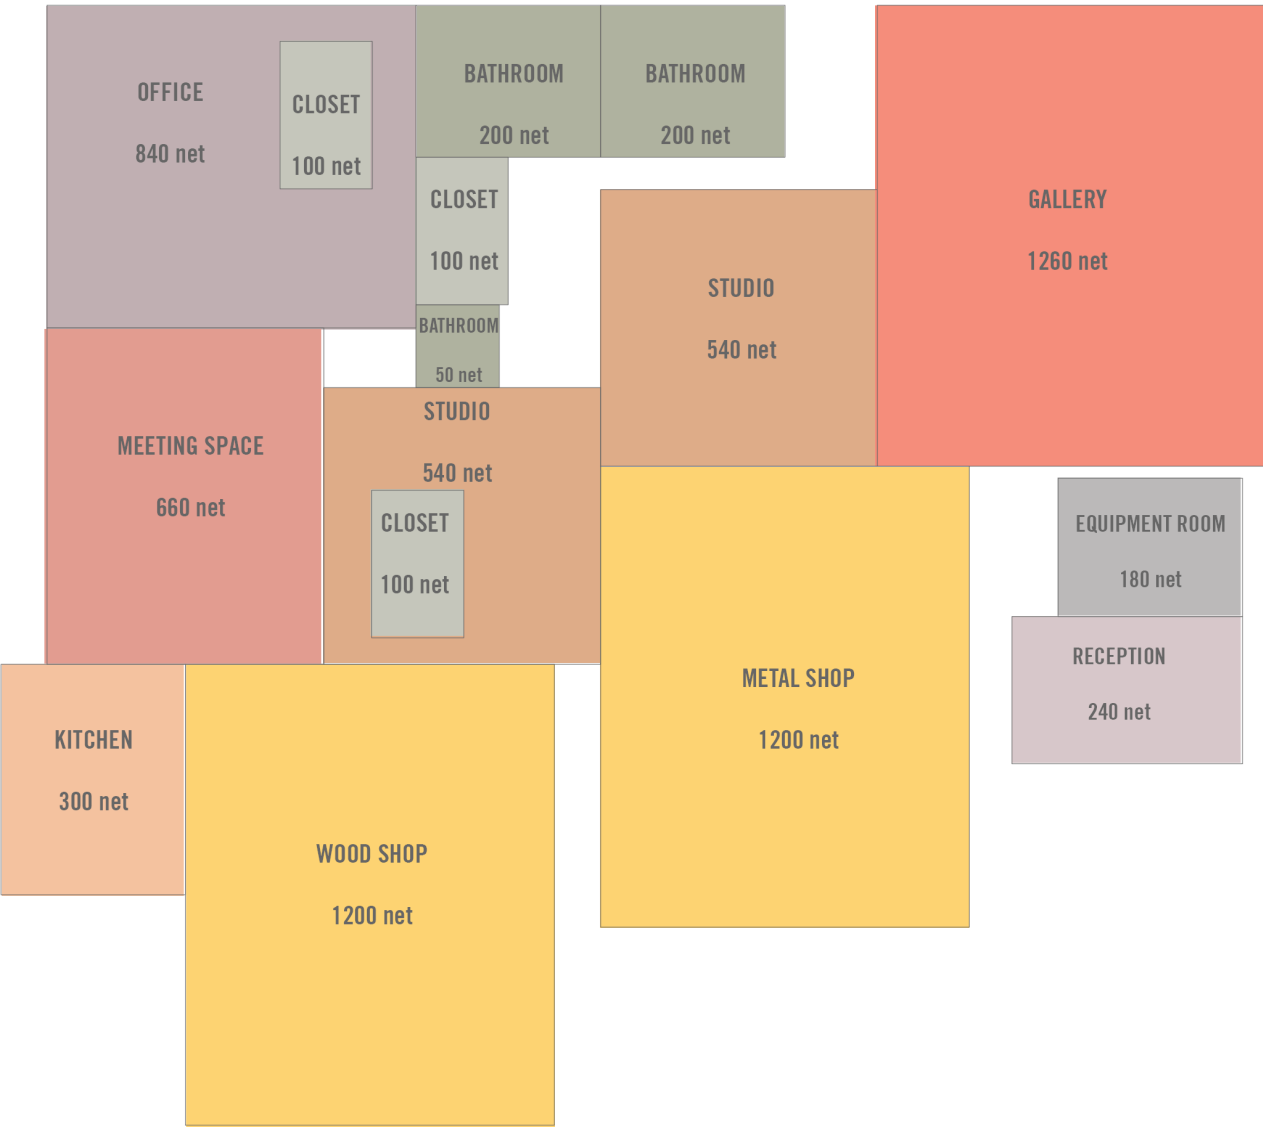 OFFICE
840 net
CLOSET
100 net
BATHROOM
200 net
BATHROOM
200 net
CLOSET
100 net
BATHROOM
50 net
STUDIO
540 net
GALLERY
1260 net
MEETING SPACE
660 net
STUDIO
540 net
CLOSET
100 net
EQUIPMENT ROOM
180 net
RECEPTION
240 net
METAL SHOP
1200 net
KITCHEN
300 net
WOOD SHOP
1200 net